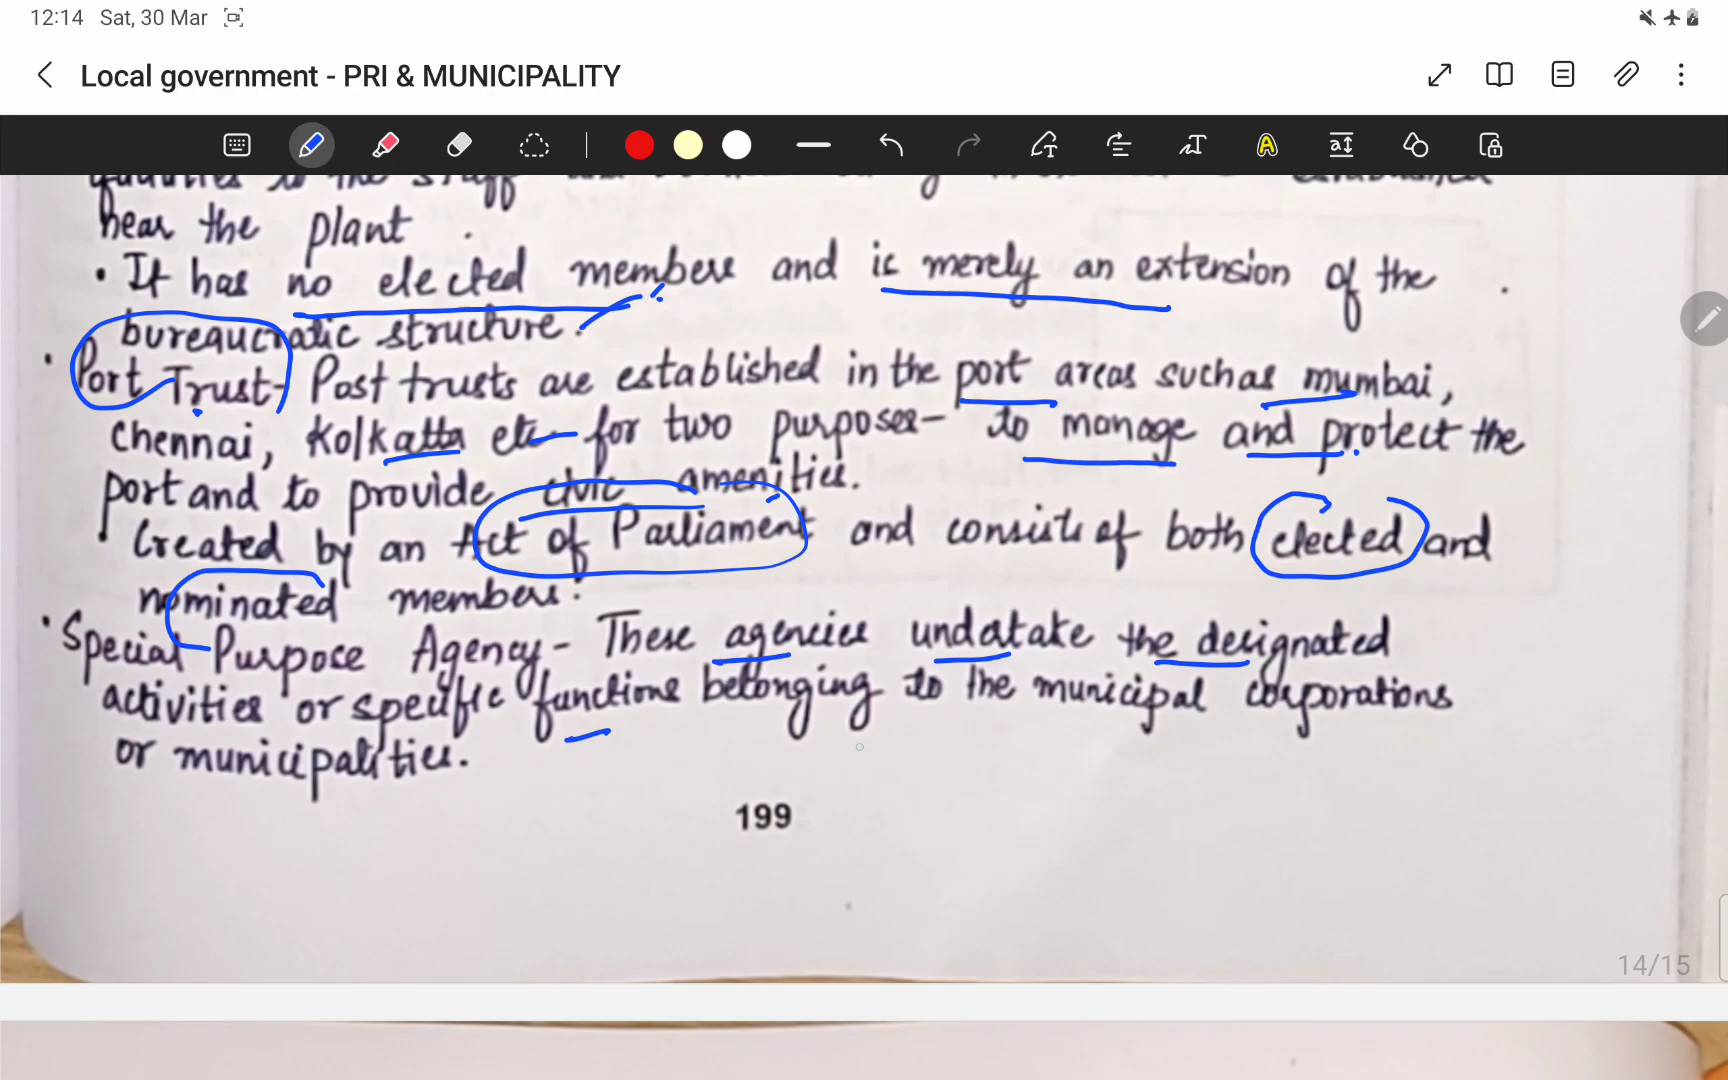 12:14 Sat, 30 Mar
Local government - PRI & MUNICIPALITY
to the staff
near the plant .
• It has no elected members and is merely an extension of the
bureaucratic structure.
• Port Trust - Port trusts are established in the port areas such as mumbai,
Chennai, Kolkatta etc for two purposes - to manage and protect the
port and to provide civic amenities.
• Created by an Act of Parliament and consists of both elected and
nominated members.
• Special Purpose Agency - These agencies undatake the designated
activities or specific functions belonging to the municipal corporations
or municipalities.
199
14/15